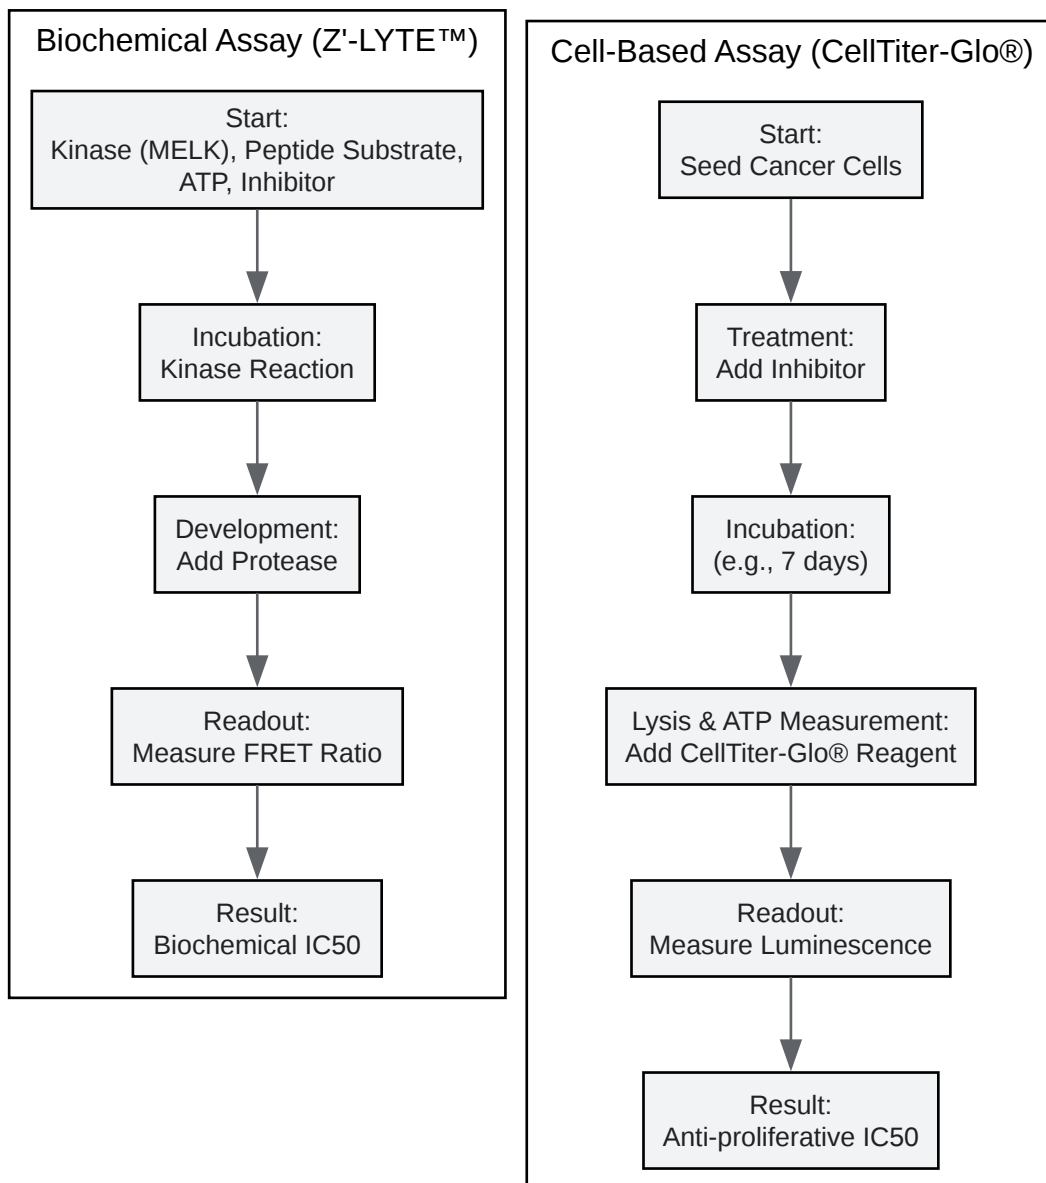 Biochemical Assay (Z'-LYTE™)
Start:
Kinase (MELK), Peptide Substrate,
ATP, Inhibitor
Incubation:
Kinase Reaction
Development:
Add Protease
Readout:
Measure FRET Ratio
Result:
Biochemical IC50
Cell-Based Assay (CellTiter-Glo®)
Start:
Seed Cancer Cells
Treatment:
Add Inhibitor
Incubation:
(e.g., 7 days)
Lysis & ATP Measurement:
Add CellTiter-Glo® Reagent
Readout:
Measure Luminescence
Result:
Anti-proliferative IC50